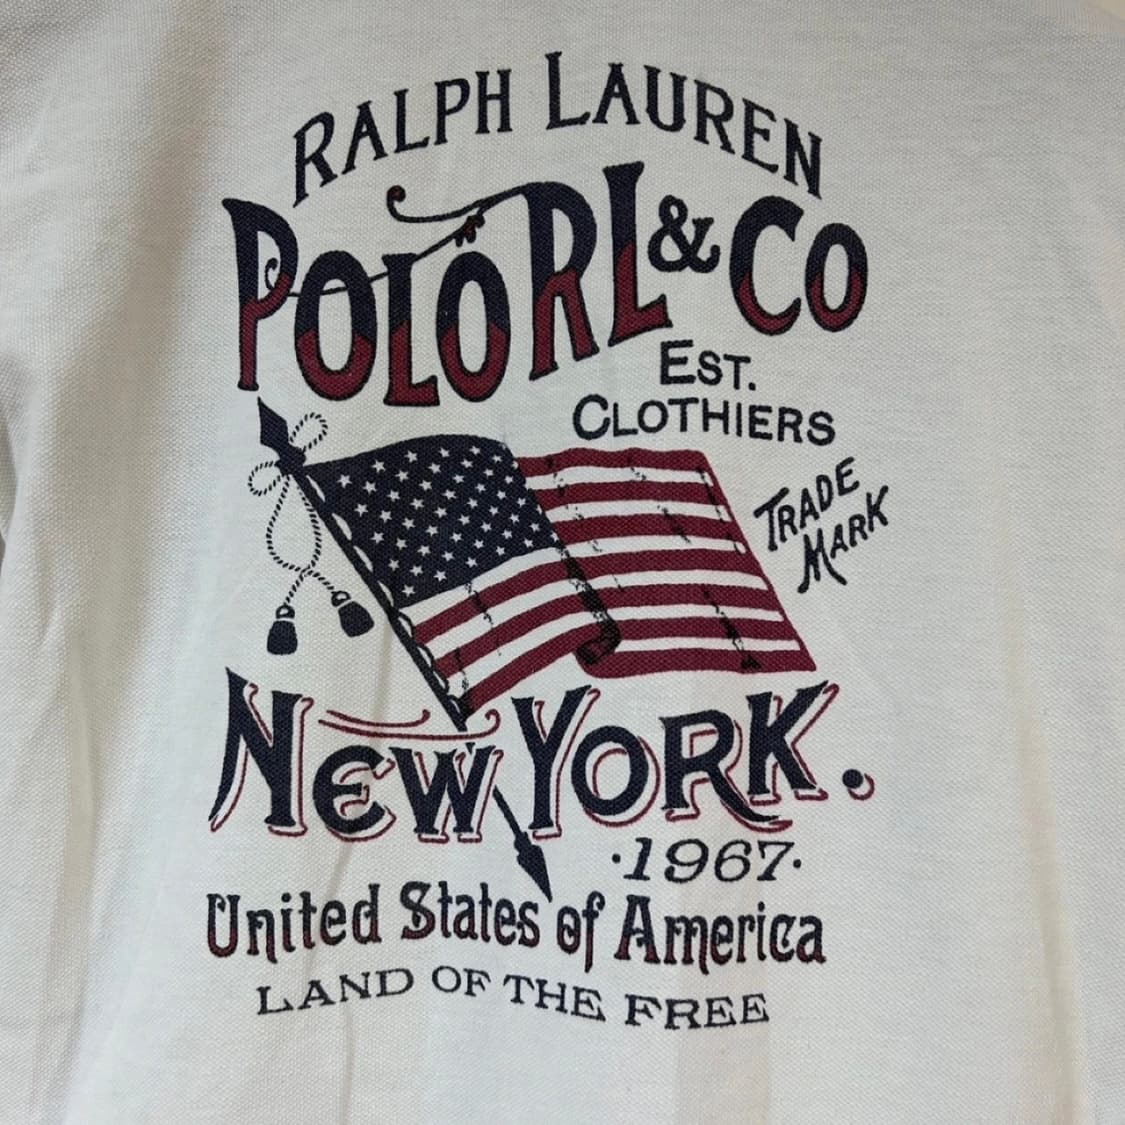 RALPH LAUREN
POLO RL & CO
EST.
CLOTHIERS
TRADE
MARK
NEW YORK.
·1967·
United States of America
LAND OF THE FREE